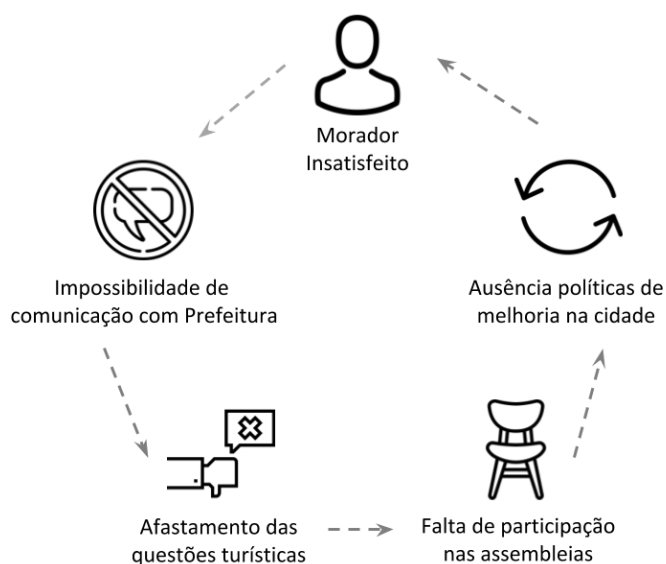 Morador
Insatisfeito
Impossibilidade de
comunicação com Prefeitura
Ausência políticas de
melhoria na cidade
Afastamento das
questões turísticas
Falta de participação
nas assembleias